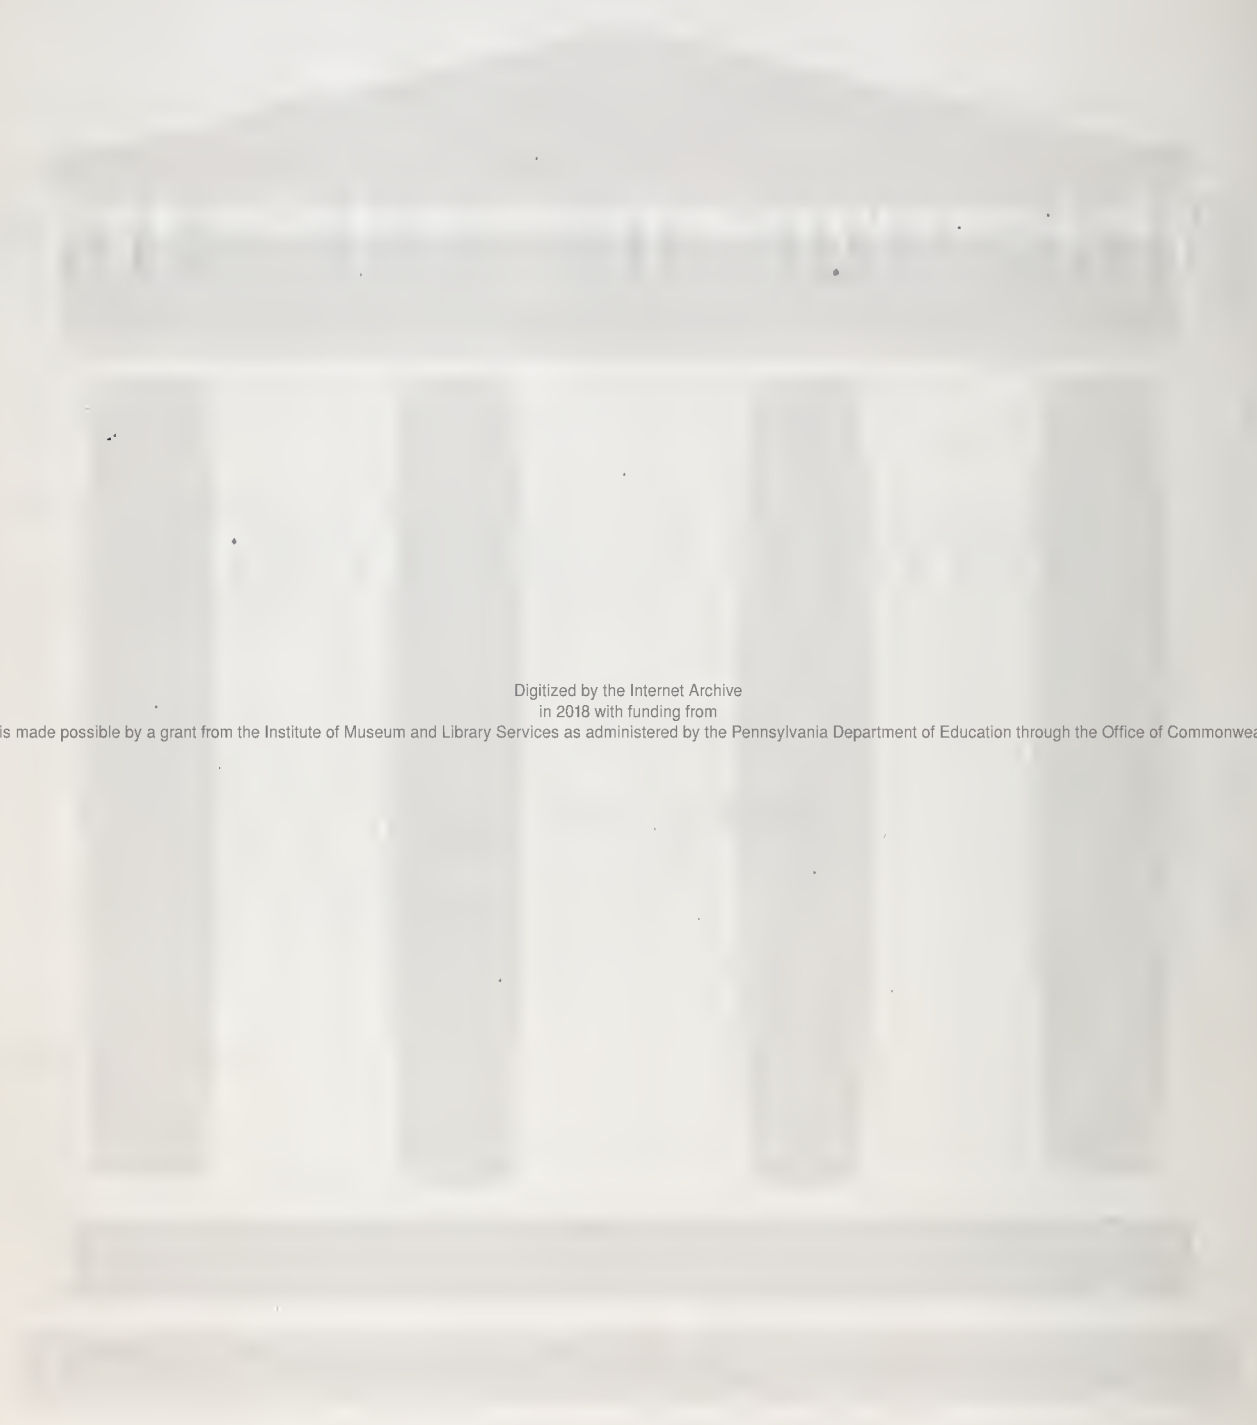 Digitized by the Internet Archive
in 2018 with funding from
is made possible by a grant from the Institute of Museum and Library Services as administered by the Pennsylvania Department of Education through the Office of